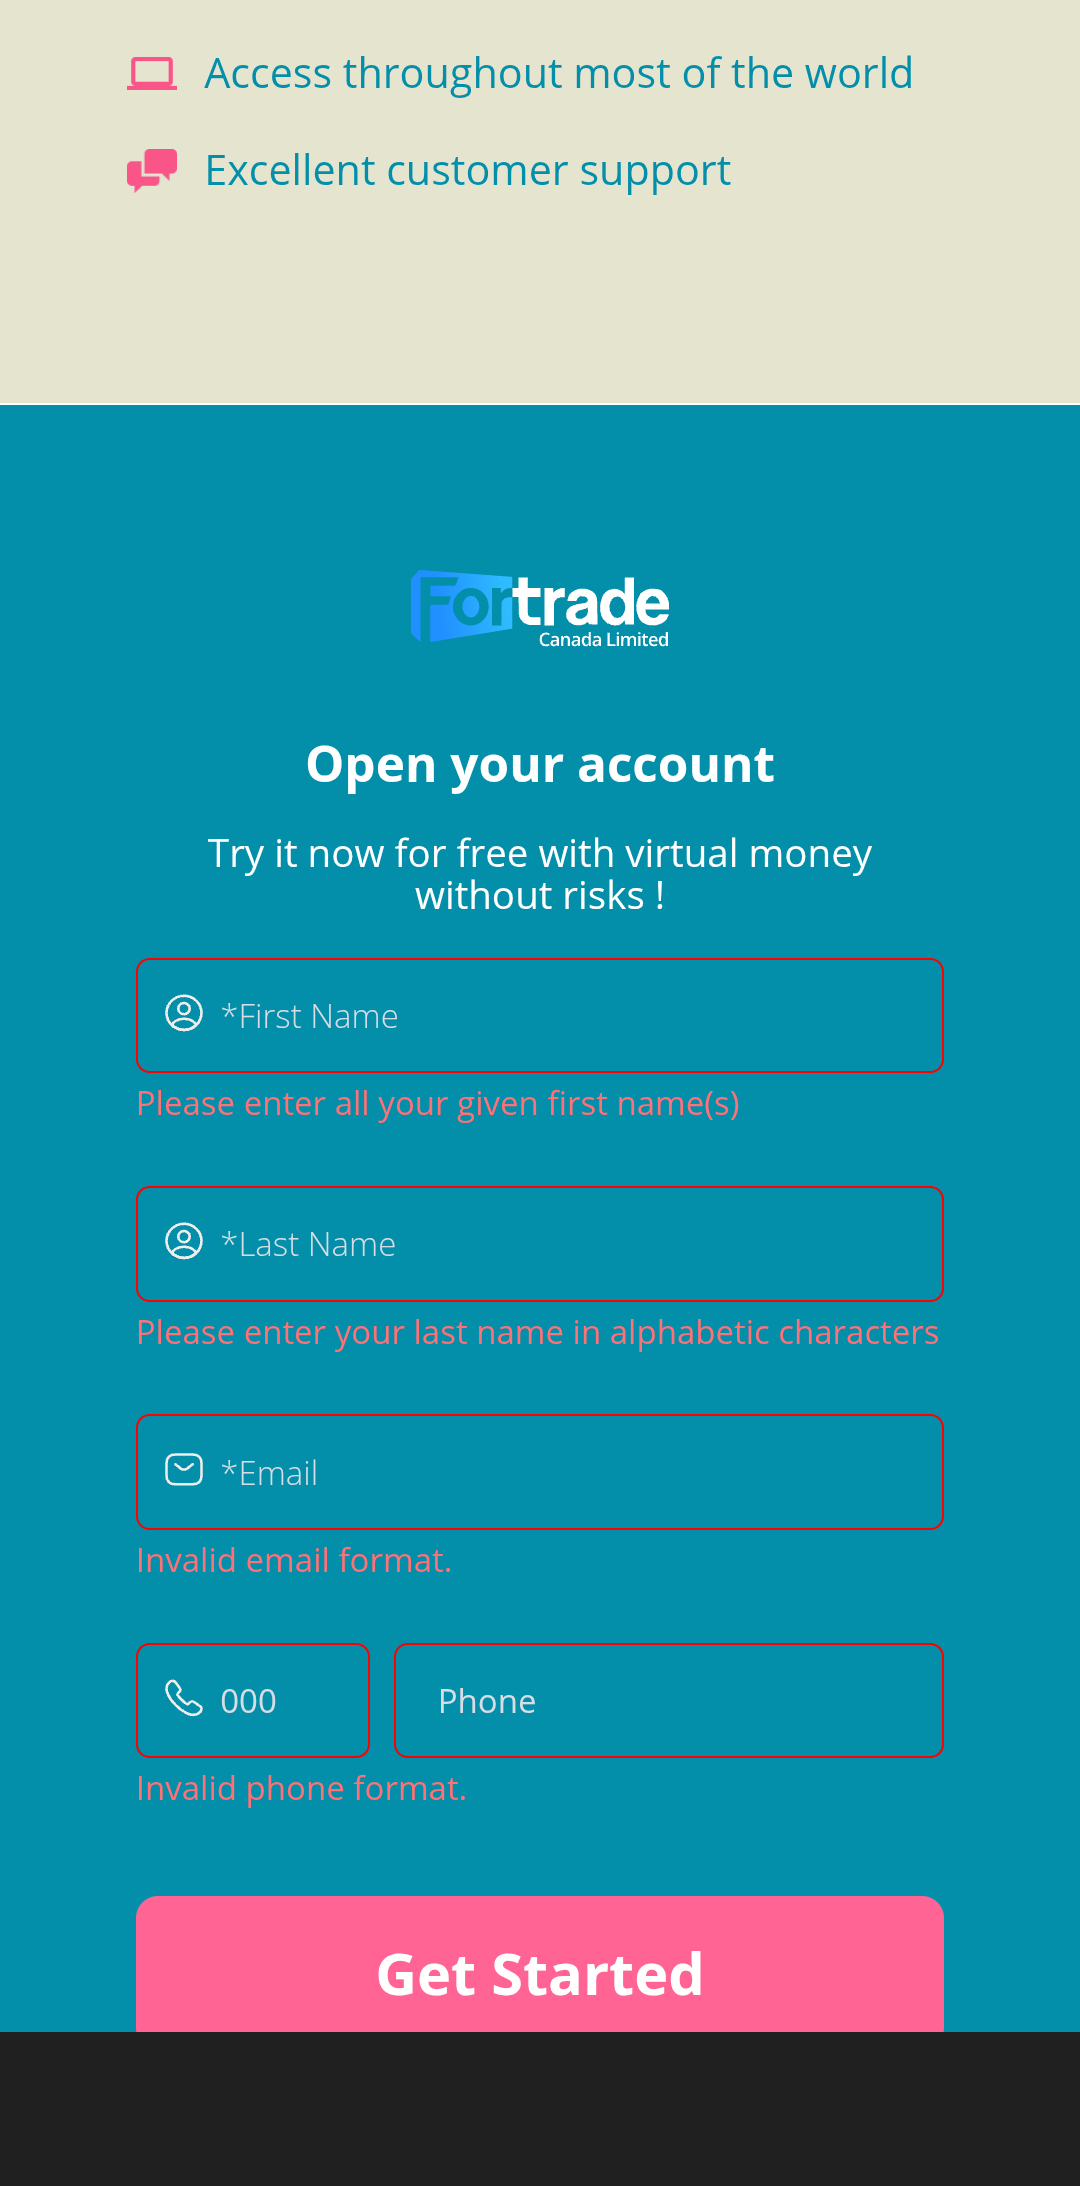 Access throughout most of the world
Excellent customer support
Fortrade
Canada Limited
Open your account
Try it now for free with virtual money
without risks !
*First Name
Please enter all your given first name(s)
*Last Name
Please enter your last name in alphabetic characters
*Email
Invalid email format.
000 Phone
Invalid phone format.
Get Started